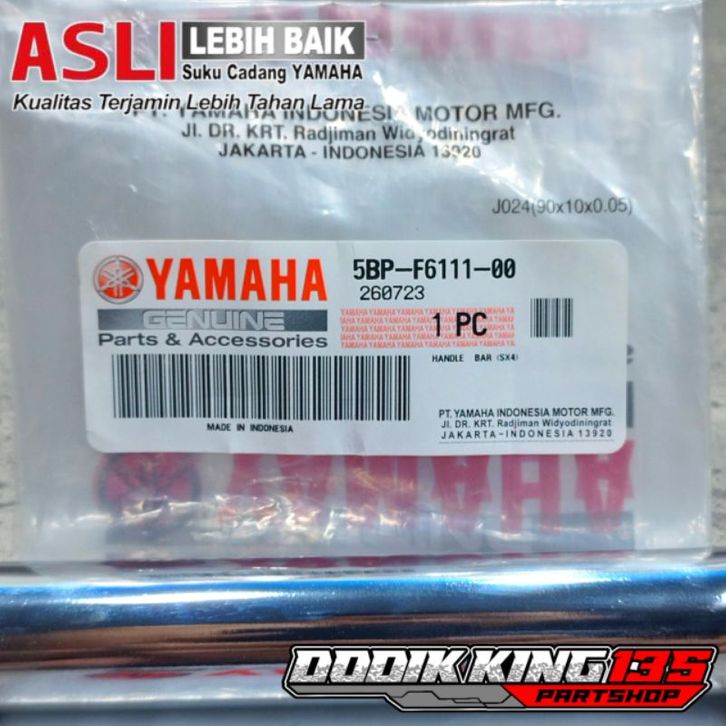 ASLI LEBIH BAIK
Suku Cadang YAMAHA
Kualitas Terjamin Lebih Tahan Lama
PT. YAMAHA INDONESIA MOTOR MFG.
Jl. DR. KRT. Radjiman Widyodiningrat
JAKARTA - INDONESIA 13920
J024(90x10x0.05)
YAMAHA
GENUINE
Parts & Accessories
5BP-F6111-00
260723
1 PC
HANDLE BAR (SX4)
MADE IN INDONESIA
PT. YAMAHA INDONESIA MOTOR MFG.
Jl. DR. KRT. Radjiman Widyodiningrat
JAKARTA-INDONESIA 13920
YAMAHA
DODIK KING 135
PARTSHOP